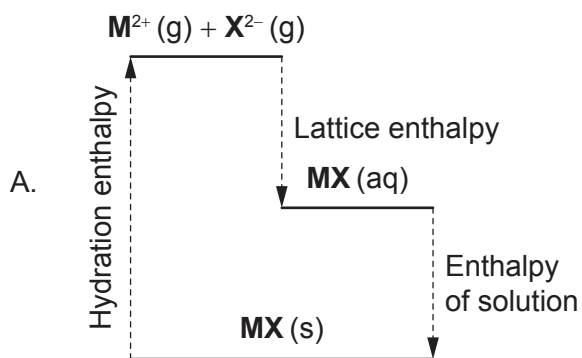 M²⁺ (g) + X²⁻ (g)
Hydration enthalpy
Lattice enthalpy
MX (aq)
A.
Enthalpy
of solution
MX (s)